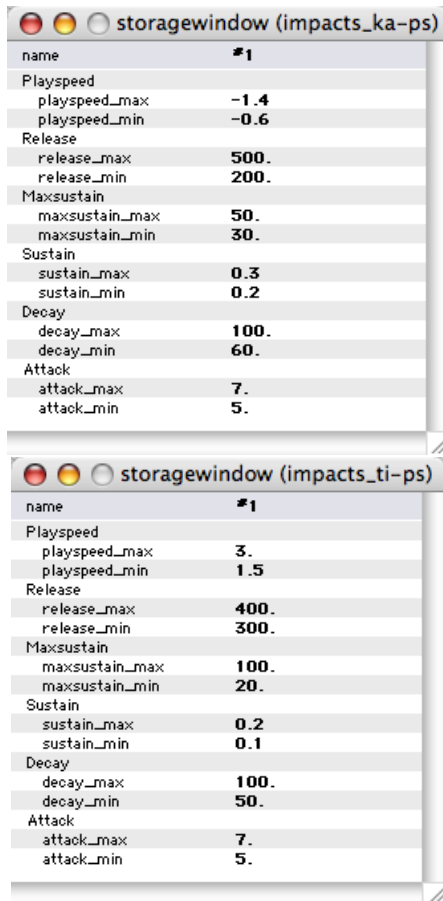 storagewindow (impacts_ka-ps)
name #1
Playspeed
playspeed_max -1.4
playspeed_min -0.6
Release
release_max 500.
release_min 200.
Maxsustain
maxsustain_max 50.
maxsustain_min 30.
Sustain
sustain_max 0.3
sustain_min 0.2
Decay
decay_max 100.
decay_min 60.
Attack
attack_max 7.
attack_min 5.
storagewindow (impacts_ti-ps)
name #1
Playspeed
playspeed_max 3.
playspeed_min 1.5
Release
release_max 400.
release_min 300.
Maxsustain
maxsustain_max 100.
maxsustain_min 20.
Sustain
sustain_max 0.2
sustain_min 0.1
Decay
decay_max 100.
decay_min 50.
Attack
attack_max 7.
attack_min 5.